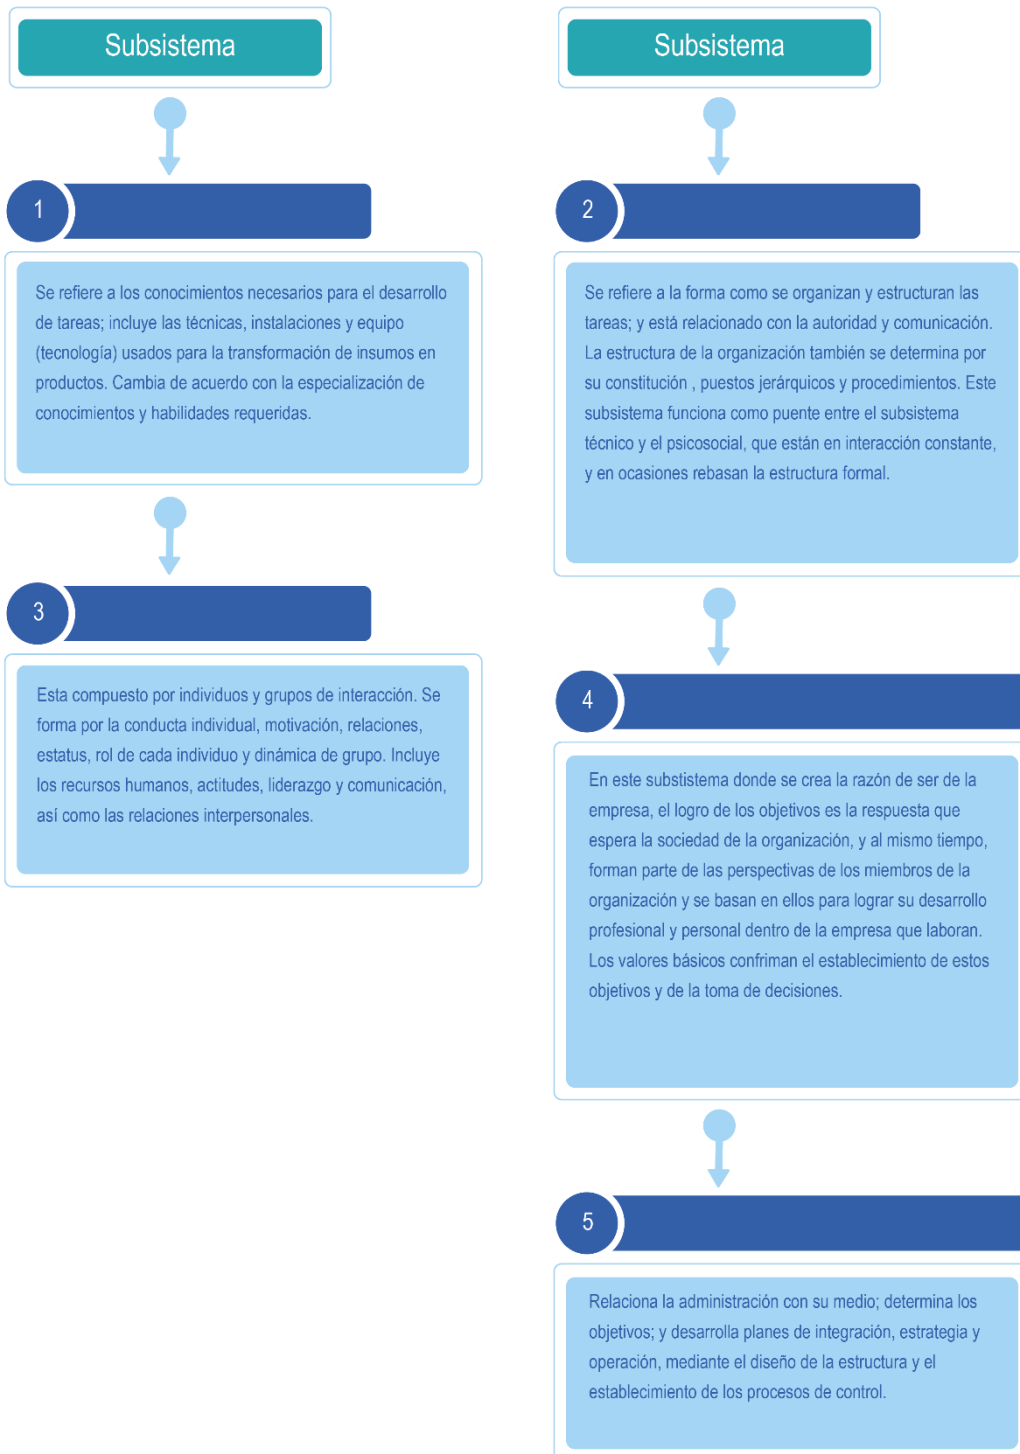 Subsistema
1
Se refiere a los conocimientos necesarios para el desarrollo
de tareas; incluye las técnicas, instalaciones y equipo
(tecnología) usados para la transformación de insumos en
productos. Cambia de acuerdo con la especialización de
conocimientos y habilidades requeridas.
3
Esta compuesto por individuos y grupos de interacción. Se
forma por la conducta individual, motivación, relaciones,
estatus, rol de cada individuo y dinámica de grupo. Incluye
los recursos humanos, actitudes, liderazgo y comunicación,
así como las relaciones interpersonales.
Subsistema
2
Se refiere a la forma como se organizan y estructuran las
tareas; y está relacionado con la autoridad y comunicación.
La estructura de la organización también se determina por
su constitución , puestos jerárquicos y procedimientos. Este
subsistema funciona como puente entre el subsistema
técnico y el psicosocial, que están en interacción constante,
y en ocasiones rebasan la estructura formal.
4
En este substistema donde se crea la razón de ser de la
empresa, el logro de los objetivos es la respuesta que
espera la sociedad de la organización, y al mismo tiempo,
forman parte de las perspectivas de los miembros de la
organización y se basan en ellos para lograr su desarrollo
profesional y personal dentro de la empresa que laboran.
Los valores básicos confriman el establecimiento de estos
objetivos y de la toma de decisiones.
5
Relaciona la administración con su medio; determina los
objetivos; y desarrolla planes de integración, estrategia y
operación, mediante el diseño de la estructura y el
establecimiento de los procesos de control.